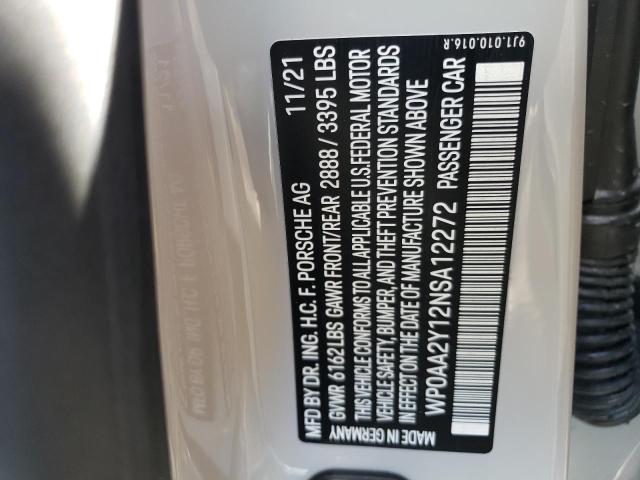 MFD BY DR. ING. H.C. F. PORSCHE AG 11/21
GVWR 6162 LBS GAWR FRONT/REAR 2888 / 3395 LBS
THIS VEHICLE CONFORMS TO ALL APPLICABLE U.S. FEDERAL MOTOR
VEHICLE SAFETY, BUMPER, AND THEFT PREVENTION STANDARDS
IN EFFECT ON THE DATE OF MANUFACTURE SHOWN ABOVE
MADE IN GERMANY WP0AA2Y12NSA12272 PASSENGER CAR
9J1.010.016.R